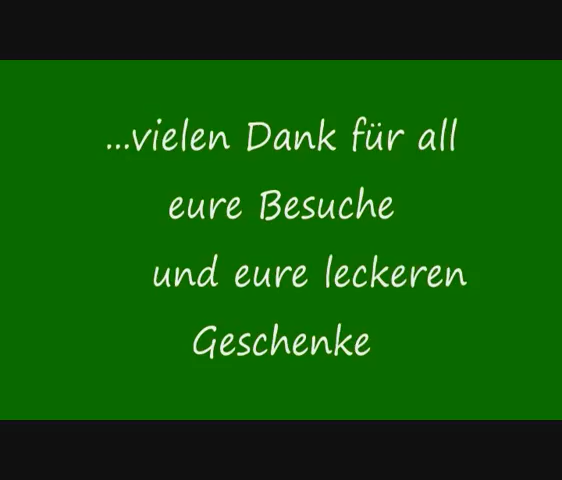 ...vielen Dank für all
eure Besuche
und eure leckeren
Geschenke